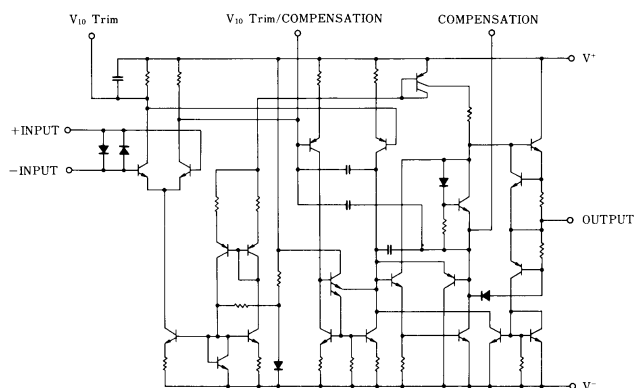 V₁₀ Trim
V₁₀ Trim/COMPENSATION
COMPENSATION
V⁺
+INPUT
−INPUT
OUTPUT
V⁻